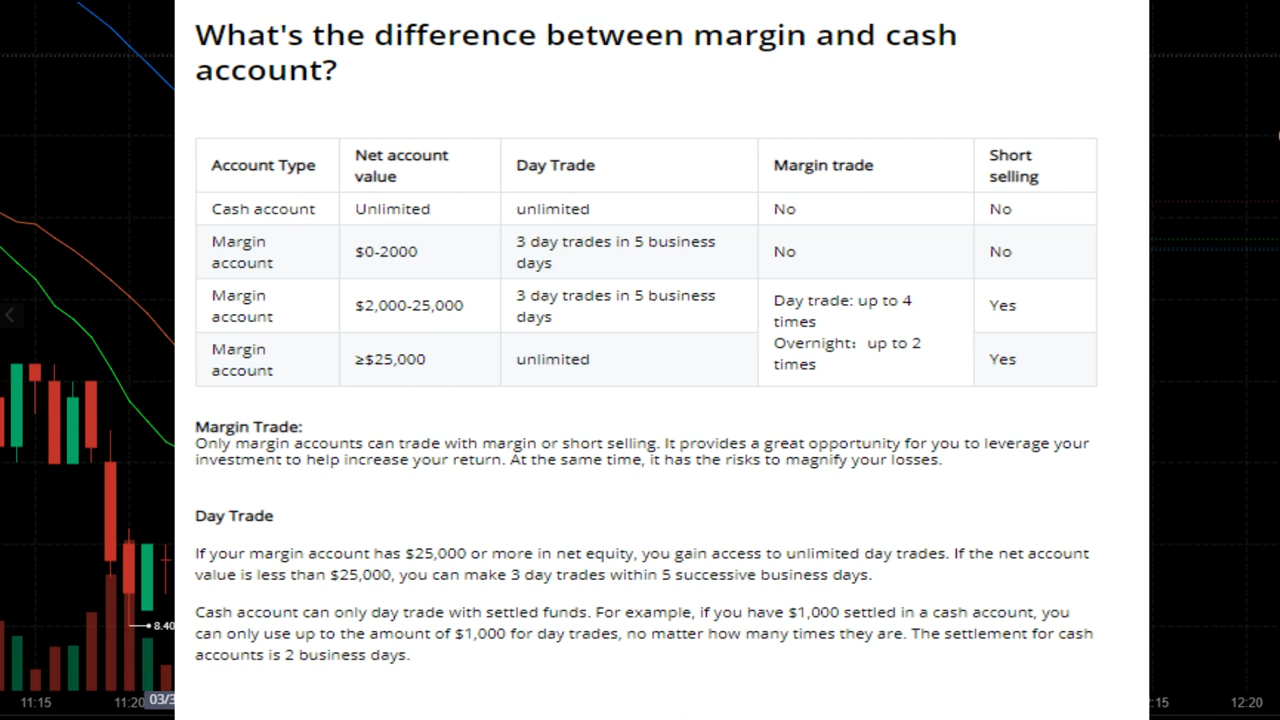 What's the difference between margin and cash
account?
Account Type Net account value Day Trade Margin trade Short selling
Cash account Unlimited unlimited No No
Margin account $0-2000 3 day trades in 5 business days No No
Margin account $2,000-25,000 3 day trades in 5 business days Day trade: up to 4 times Overnight： up to 2 times Yes
Margin account ≥$25,000 unlimited Yes
Margin Trade:
Only margin accounts can trade with margin or short selling. It provides a great opportunity for you to leverage your
investment to help increase your return. At the same time, it has the risks to magnify your losses.
Day Trade
If your margin account has $25,000 or more in net equity, you gain access to unlimited day trades. If the net account
value is less than $25,000, you can make 3 day trades within 5 successive business days.
Cash account can only day trade with settled funds. For example, if you have $1,000 settled in a cash account, you
can only use up to the amount of $1,000 for day trades, no matter how many times they are. The settlement for cash
accounts is 2 business days.
8.40
11:15 11:20 03/3 :15 12:20